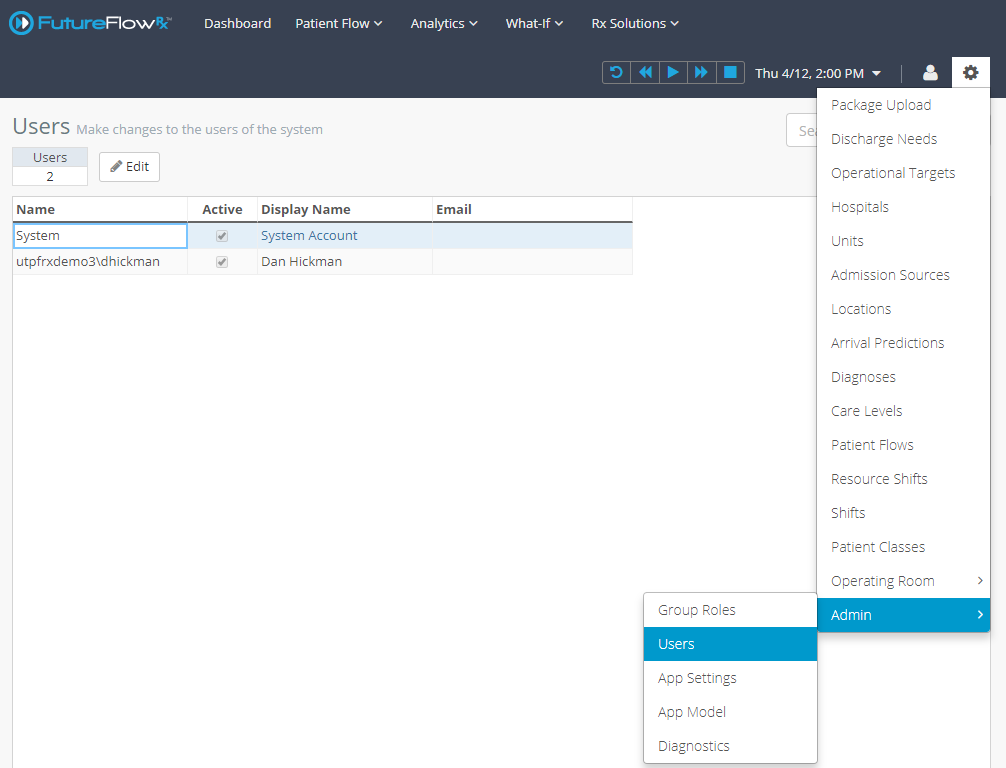 FutureFlowRx™ Dashboard Patient Flow Analytics What-If Rx Solutions
Thu 4/12, 2:00 PM
Users Make changes to the users of the system
Users
2
Edit
Name Active Display Name Email
System System Account
utpfrxdemo3\dhickman Dan Hickman
Package Upload
Discharge Needs
Operational Targets
Hospitals
Units
Admission Sources
Locations
Arrival Predictions
Diagnoses
Care Levels
Patient Flows
Resource Shifts
Shifts
Patient Classes
Operating Room
Admin
Group Roles
Users
App Settings
App Model
Diagnostics